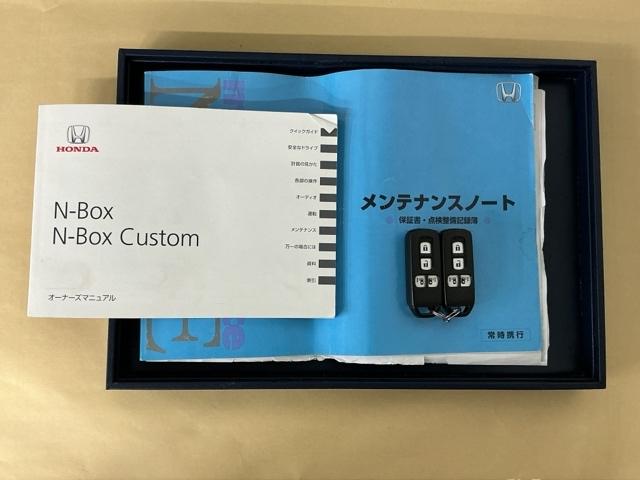 HONDA
N-Box
N-Box Custom
オーナーズマニュアル
クイックガイド
安全なドライブ
計器の見かた
各部の操作
オーディオ
運転
メンテナンス
万一の場合には
資料
索引
メンテナンスノート
保証書・点検整備記録簿
常時携行